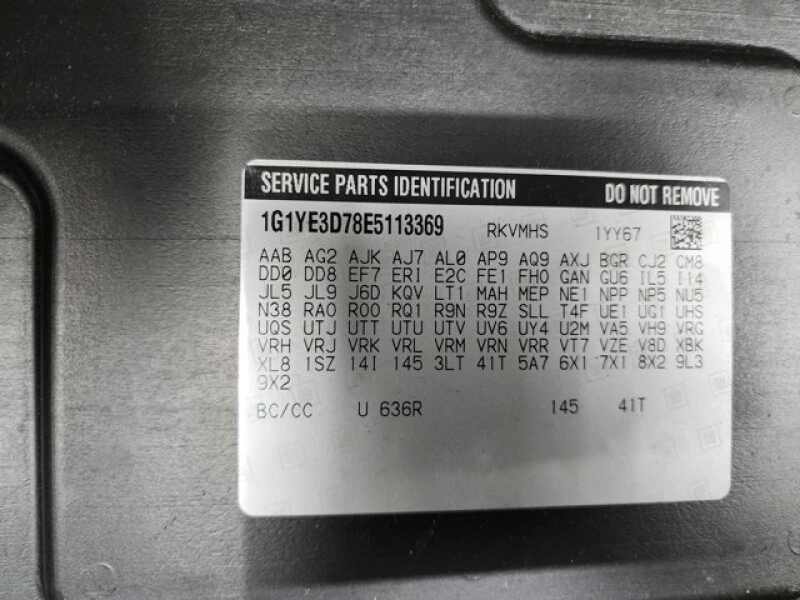 SERVICE PARTS IDENTIFICATION DO NOT REMOVE
1G1YE3D78E5113369 RKVMHS 1YY67
AAB AG2 AJK AJ7 AL0 AP9 AQ9 AXJ BGR CJ2 CM8
DD0 DD8 EF7 ER1 E2C FE1 FHO GAN GU6 IL5 I14
JL5 JL9 J6D KQV LT1 MAH MEP NE1 NPP NP5 NU5
N38 RA0 R00 RQ1 R9N R9Z SLL T4F UE1 UG1 UHS
UQS UTJ UTT UTU UTV UV6 UY4 U2M VA5 VH9 VRG
VRH VRJ VRK VRL VRM VRN VRR VT7 VZE V8D XBK
XL8 1SZ 14I 145 3LT 41T 5A7 6X1 7X1 8X2 9L3
9X2
BC/CC U 636R 145 41T